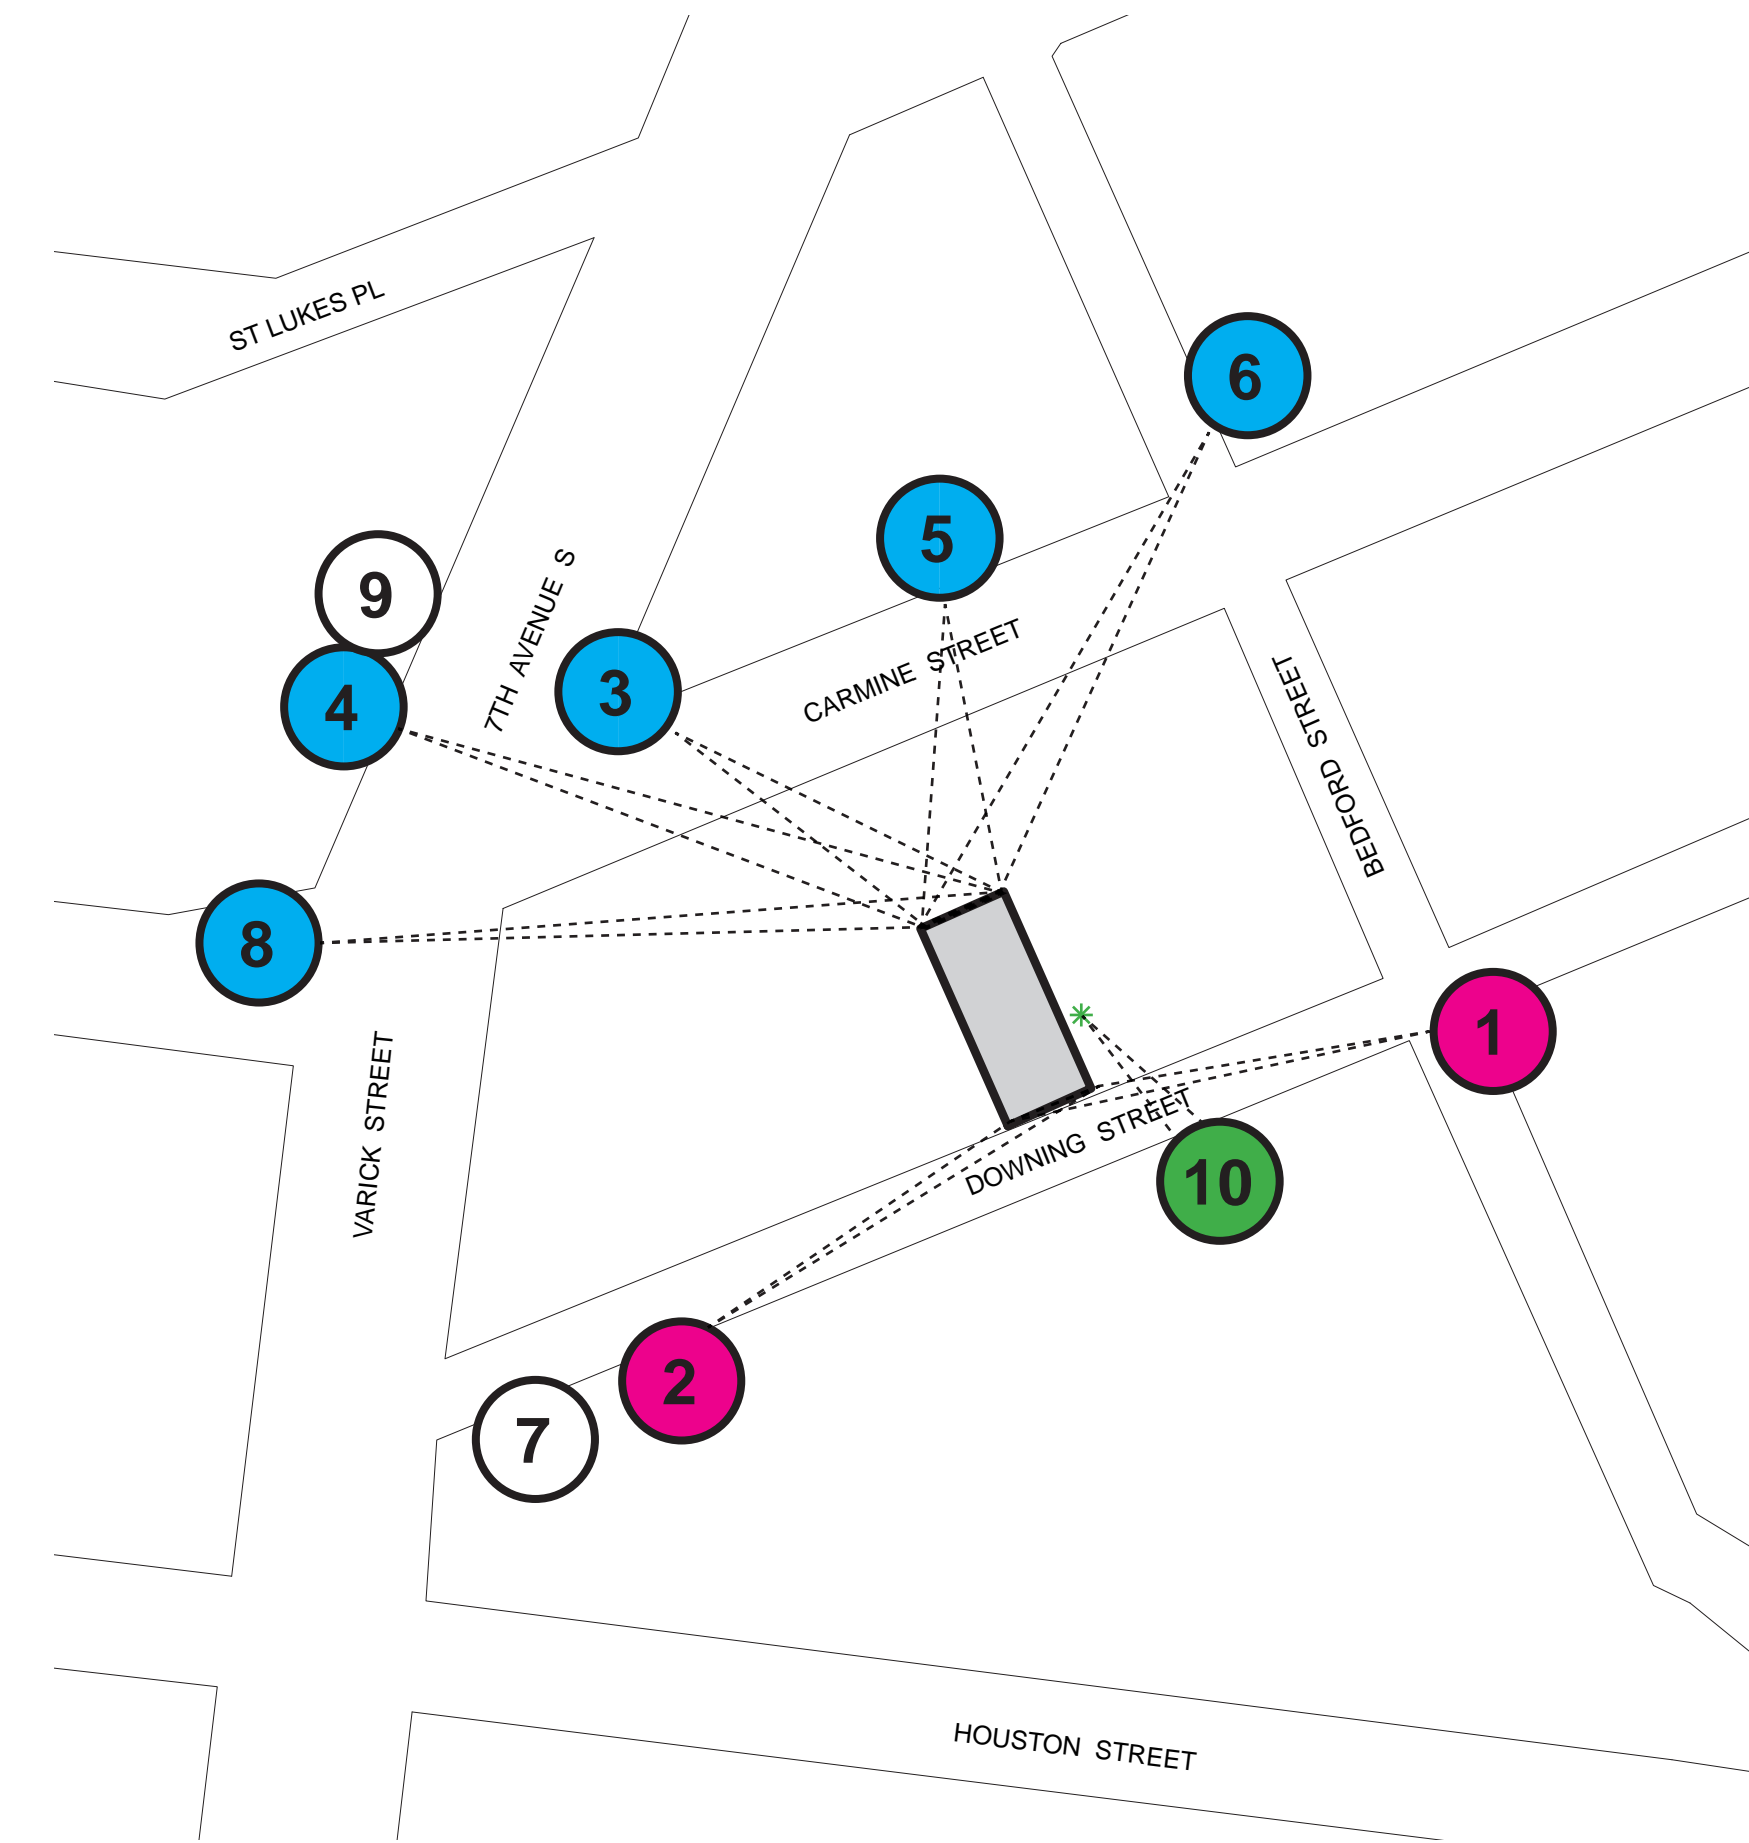 ST LUKES PL
6
5
9
7TH AVENUE S
3
4
CARMINE STREET
BEDFORD STREET
8
1
VARICK STREET
DOWNING STREET
10
2
7
HOUSTON STREET